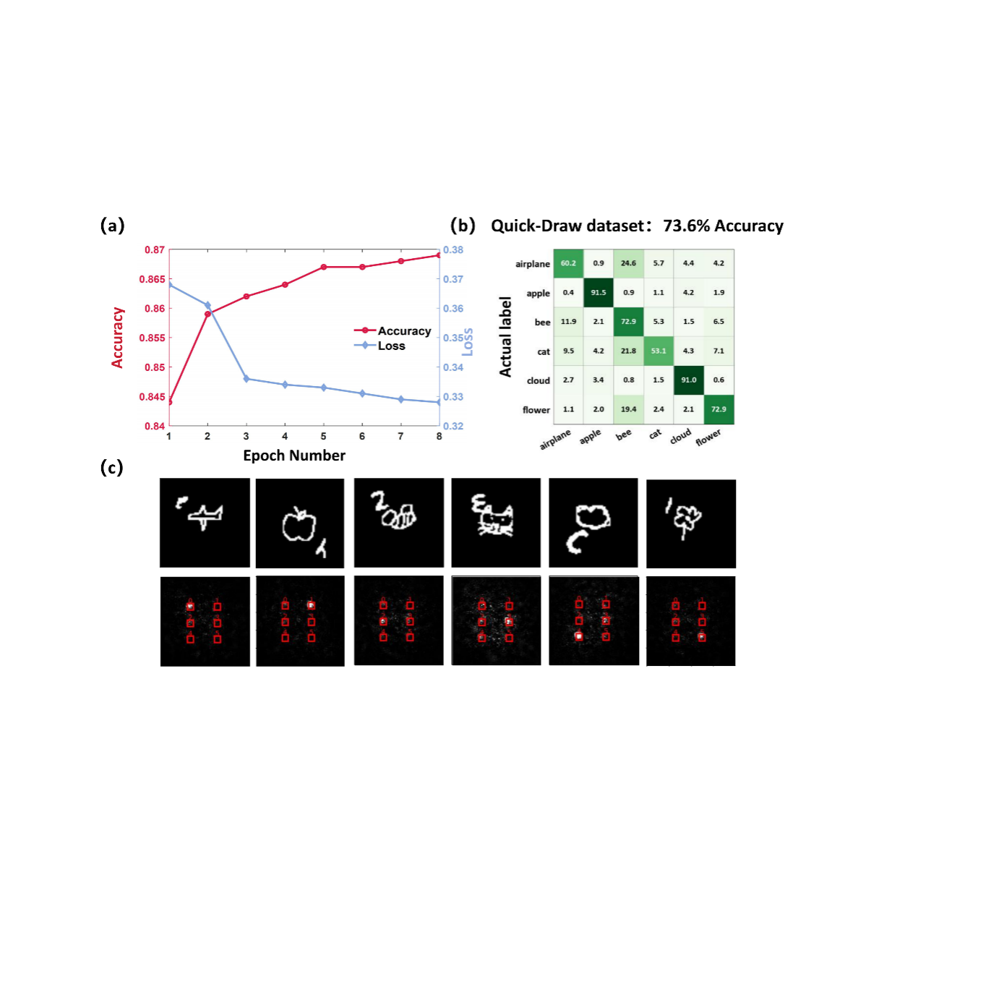 (a)
0.87
0.865
0.86
0.855
0.85
0.845
0.84
Accuracy
0.38
0.37
0.36
0.35
0.34
0.33
0.32
Loss
Accuracy
Loss
1 2 3 4 5 6 7 8
Epoch Number
(b) Quick-Draw dataset: 73.6% Accuracy
Actual label
airplane 60.2 0.9 24.6 5.7 4.4 4.2
apple 0.4 91.5 0.9 1.1 4.2 1.9
bee 11.9 2.1 72.9 5.3 1.5 6.5
cat 9.5 4.2 21.8 53.1 4.3 7.1
cloud 2.7 3.4 0.8 1.5 91.0 0.6
flower 1.1 2.0 19.4 2.4 2.1 72.9
airplane apple bee cat cloud flower
(c)